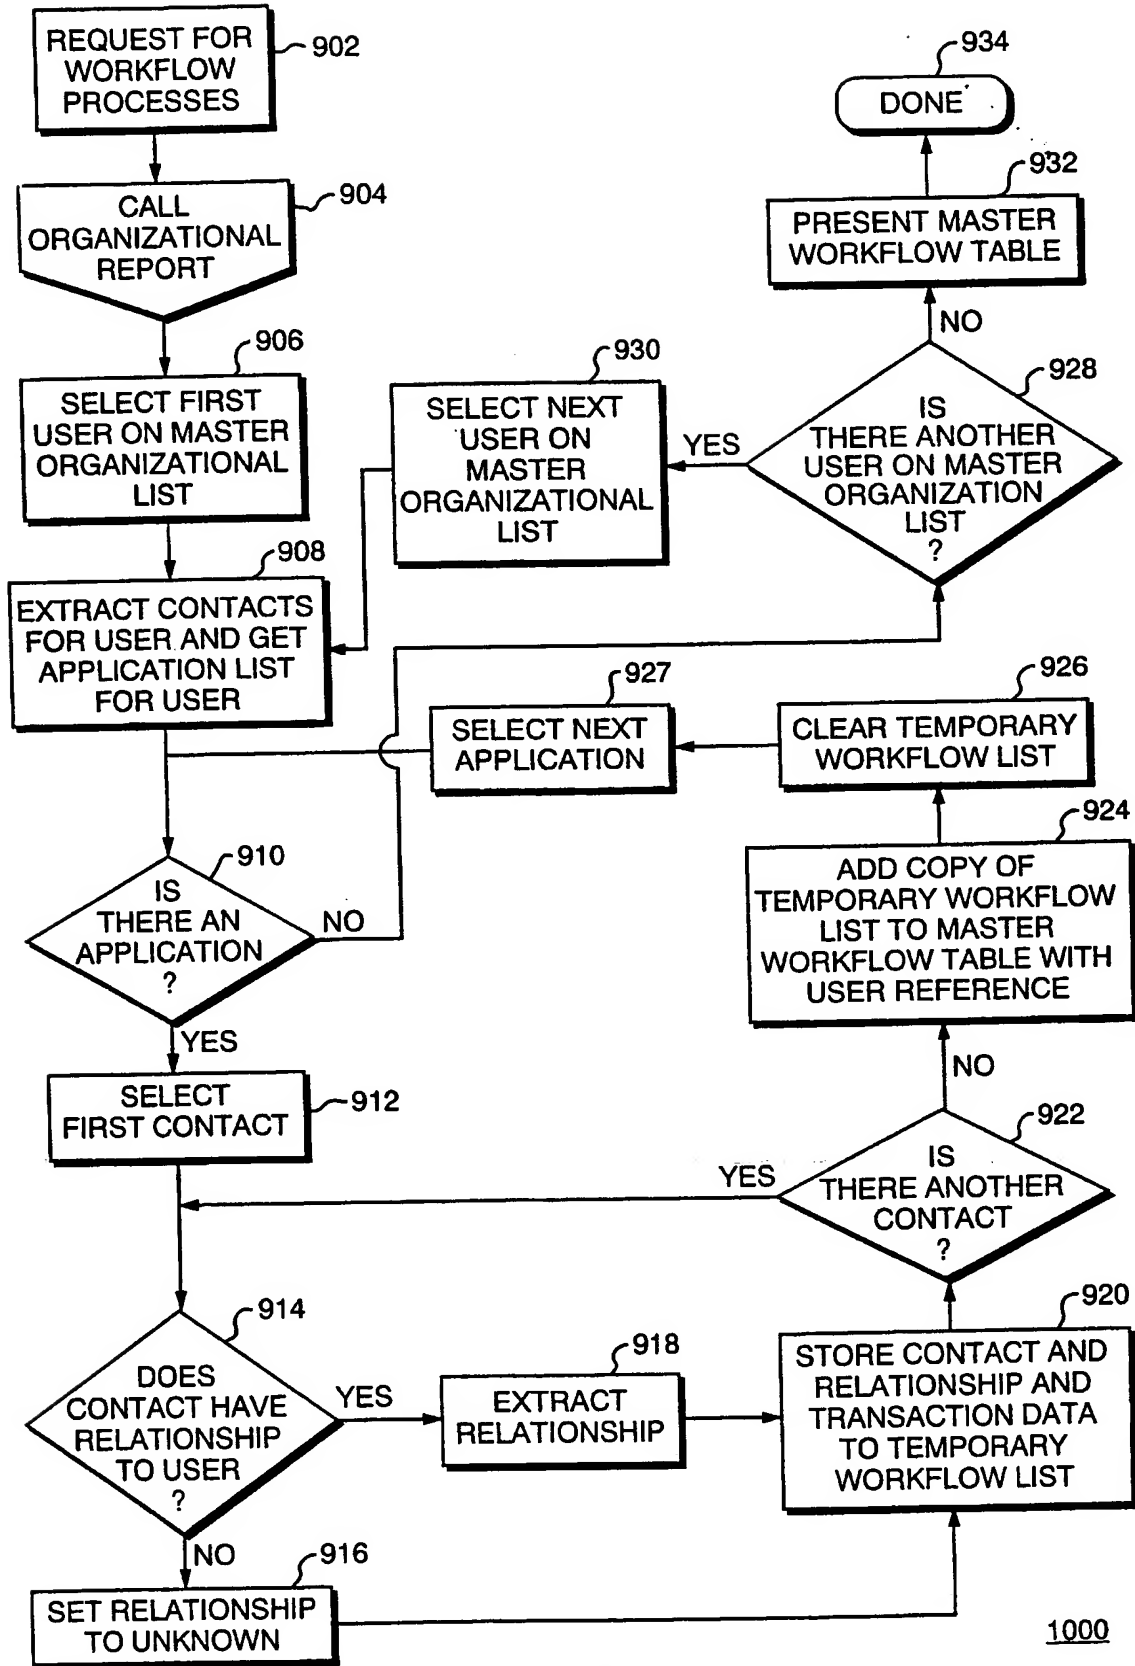 REQUEST FOR
WORKFLOW
PROCESSES
902
CALL
ORGANIZATIONAL
REPORT
904
SELECT FIRST
USER ON MASTER
ORGANIZATIONAL
LIST
906
EXTRACT CONTACTS
FOR USER AND GET
APPLICATION LIST
FOR USER
908
IS
THERE AN
APPLICATION
?
910
NO
YES
SELECT
FIRST CONTACT
912
DOES
CONTACT HAVE
RELATIONSHIP
TO USER
?
914
YES
NO
SET RELATIONSHIP
TO UNKNOWN
916
EXTRACT
RELATIONSHIP
918
STORE CONTACT AND
RELATIONSHIP AND
TRANSACTION DATA
TO TEMPORARY
WORKFLOW LIST
920
IS
THERE ANOTHER
CONTACT
?
922
YES
NO
ADD COPY OF
TEMPORARY WORKFLOW
LIST TO MASTER
WORKFLOW TABLE WITH
USER REFERENCE
924
CLEAR TEMPORARY
WORKFLOW LIST
926
SELECT NEXT
APPLICATION
927
IS
THERE ANOTHER
USER ON MASTER
ORGANIZATION
LIST
?
928
YES
NO
SELECT NEXT
USER ON
MASTER
ORGANIZATIONAL
LIST
930
PRESENT MASTER
WORKFLOW TABLE
932
DONE
934
1000